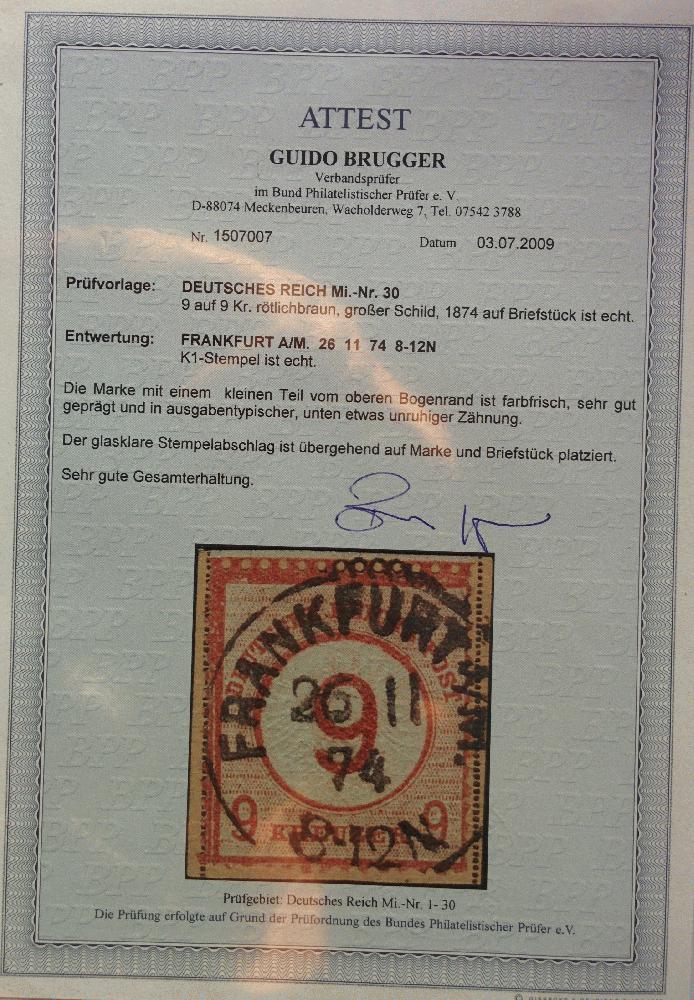 ATTEST
GUIDO BRUGGER
Verbandsprüfer
im Bund Philatelistischer Prüfer e. V.
D-88074 Meckenbeuren, Wacholderweg 7, Tel. 07542 3788
Nr. 1507007 Datum 03.07.2009
Prüfvorlage: DEUTSCHES REICH Mi.-Nr. 30
9 auf 9 Kr. rötlichbraun, großer Schild, 1874 auf Briefstück ist echt.
Entwertung: FRANKFURT A/M. 26 11 74 8-12N
K1-Stempel ist echt.
Die Marke mit einem kleinen Teil vom oberen Bogenrand ist farbfrisch, sehr gut
geprägt und in ausgabentypischer, unten etwas unruhiger Zähnung.
Der glasklare Stempelabschlag ist übergehend auf Marke und Briefstück platziert.
Sehr gute Gesamterhaltung.
FRANKFURT A/M.
26 11
9
74
9 KREUZER 9
8-12N
Prüfgebiet: Deutsches Reich Mi.-Nr. 1- 30
Die Prüfung erfolgte auf Grund der Prüfordnung des Bundes Philatelistischer Prüfer e.V.